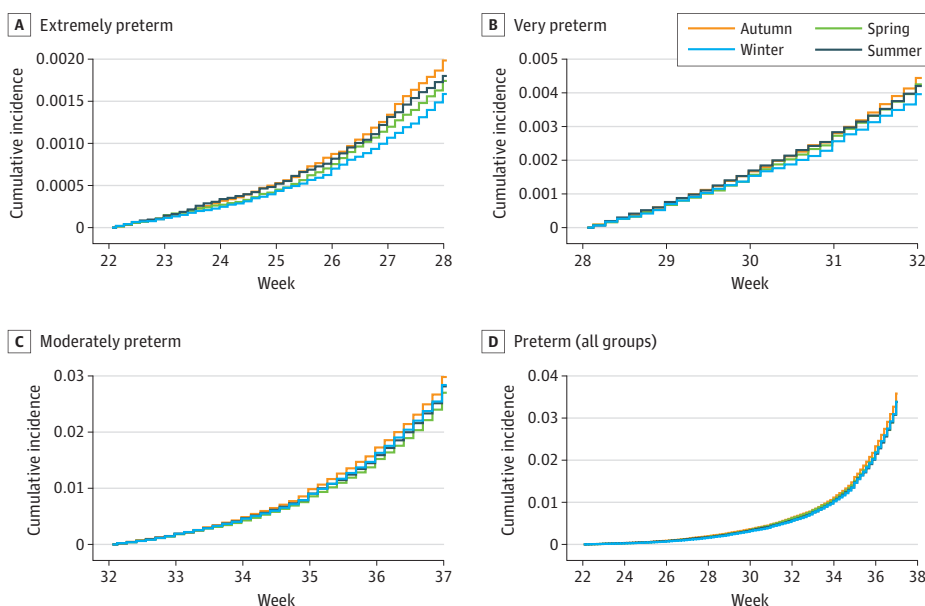 A Extremely preterm
Cumulative incidence
0.0020
0.0015
0.0010
0.0005
0
22 23 24 25 26 27 28
Week
B Very preterm
Autumn Spring
Winter Summer
Cumulative incidence
0.005
0.004
0.003
0.002
0.001
0
28 29 30 31 32
Week
C Moderately preterm
Cumulative incidence
0.03
0.02
0.01
0
32 33 34 35 36 37
Week
D Preterm (all groups)
Cumulative incidence
0.04
0.03
0.02
0.01
0
22 24 26 28 30 32 34 36 38
Week